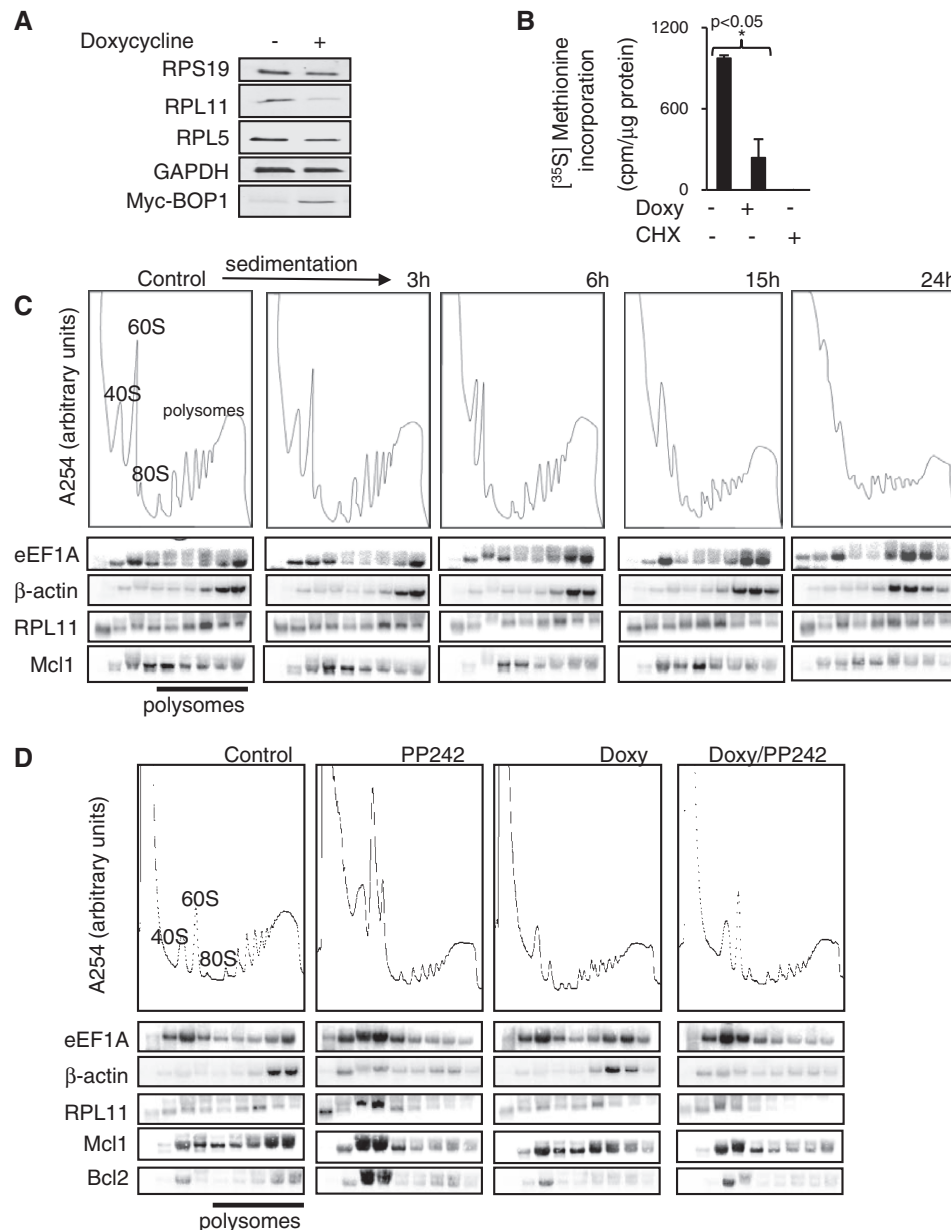 A
Doxycycline - +
RPS19
RPL11
RPL5
GAPDH
Myc-BOP1
B
[³⁵S] Methionine
incorporation
(cpm/μg protein)
1200
600
0
p<0.05
*
Doxy - + -
CHX - - +
C
Control sedimentation 3h 6h 15h 24h
A254 (arbitrary units)
60S
40S
80S
polysomes
eEF1A
β-actin
RPL11
Mcl1
polysomes
D
Control PP242 Doxy Doxy/PP242
A254 (arbitrary units)
60S
40S
80S
eEF1A
β-actin
RPL11
Mcl1
Bcl2
polysomes